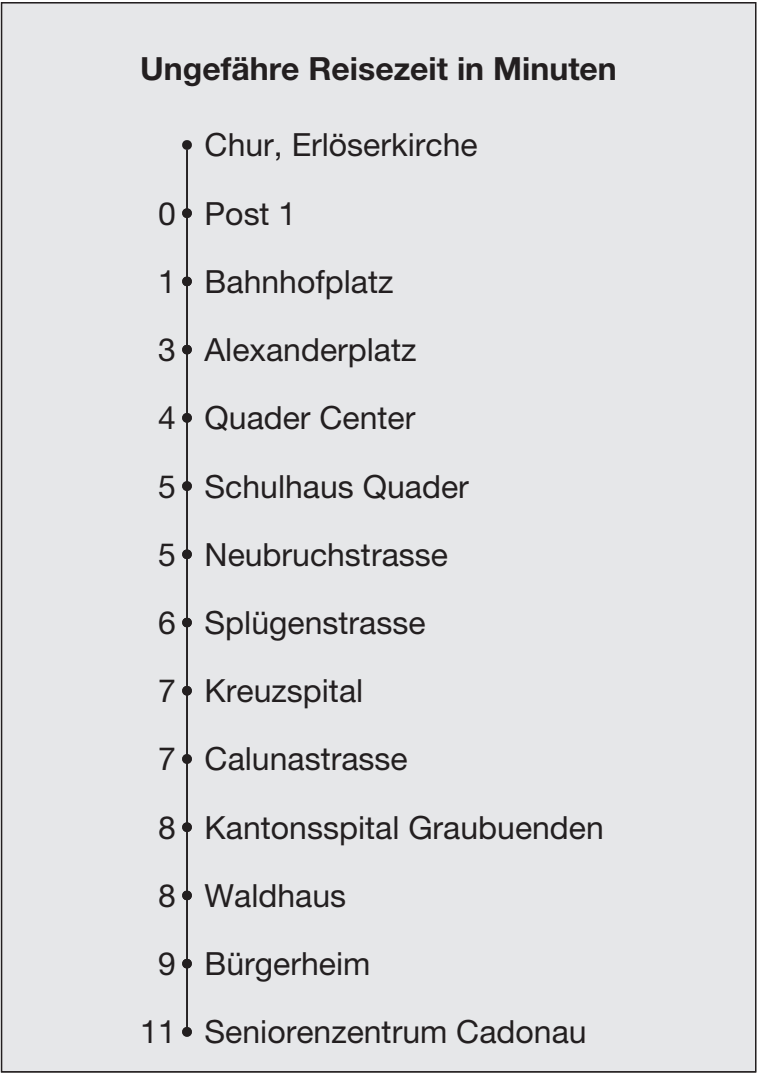 Ungefähre Reisezeit in Minuten
Chur, Erlöserkirche
0 Post 1
1 Bahnhofplatz
3 Alexanderplatz
4 Quader Center
5 Schulhaus Quader
5 Neubruchstrasse
6 Splügenstrasse
7 Kreuzspital
7 Calunastrasse
8 Kantonsspital Graubuenden
8 Waldhaus
9 Bürgerheim
11 Seniorenzentrum Cadonau